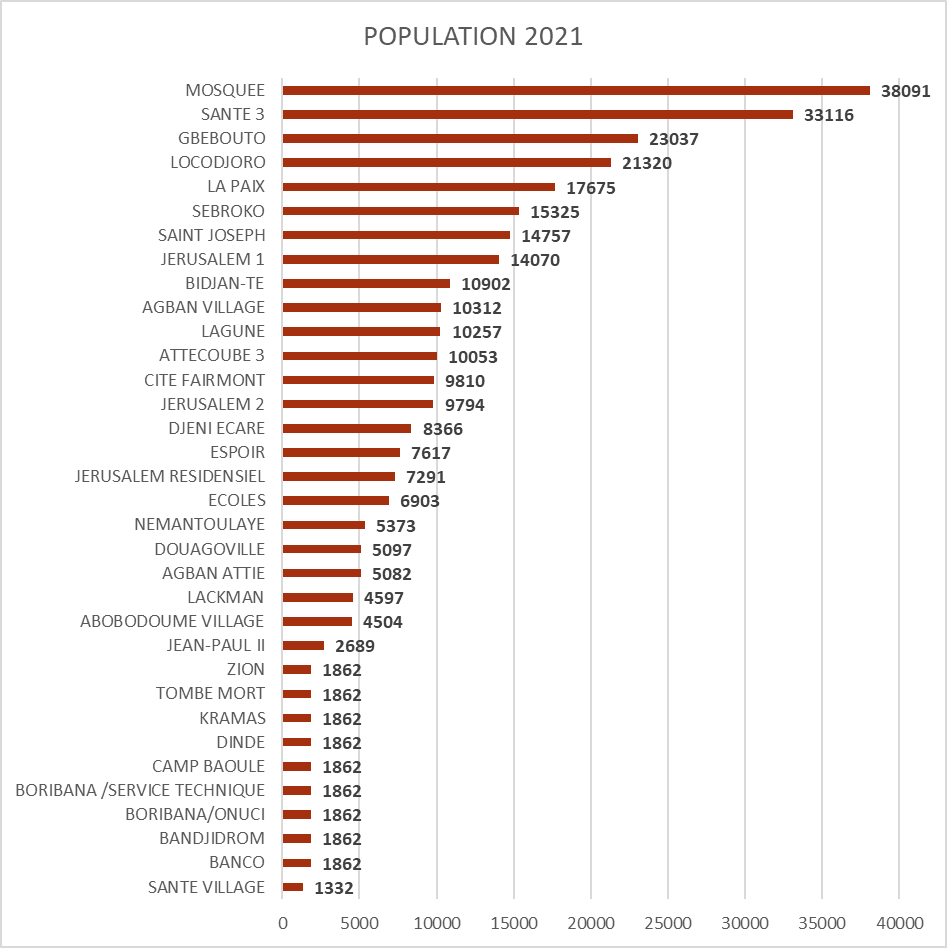 POPULATION 2021
MOSQUEE 38091
SANTE 3 33116
GBEBOUTO 23037
LOCODJORO 21320
LA PAIX 17675
SEBROKO 15325
SAINT JOSEPH 14757
JERUSALEM 1 14070
BIDJAN-TE 10902
AGBAN VILLAGE 10312
LAGUNE 10257
ATTECOUBE 3 10053
CITE FAIRMONT 9810
JERUSALEM 2 9794
DJENI ECARE 8366
ESPOIR 7617
JERUSALEM RESIDENSIEL 7291
ECOLES 6903
NEMANTOULAYE 5373
DOUAGOVILLE 5097
AGBAN ATTIE 5082
LACKMAN 4597
ABOBODOUME VILLAGE 4504
JEAN-PAUL II 2689
ZION 1862
TOMBE MORT 1862
KRAMAS 1862
DINDE 1862
CAMP BAOULE 1862
BORIBANA /SERVICE TECHNIQUE 1862
BORIBANA/ONUCI 1862
BANDJIDROM 1862
BANCO 1862
SANTE VILLAGE 1332
0 5000 10000 15000 20000 25000 30000 35000 40000